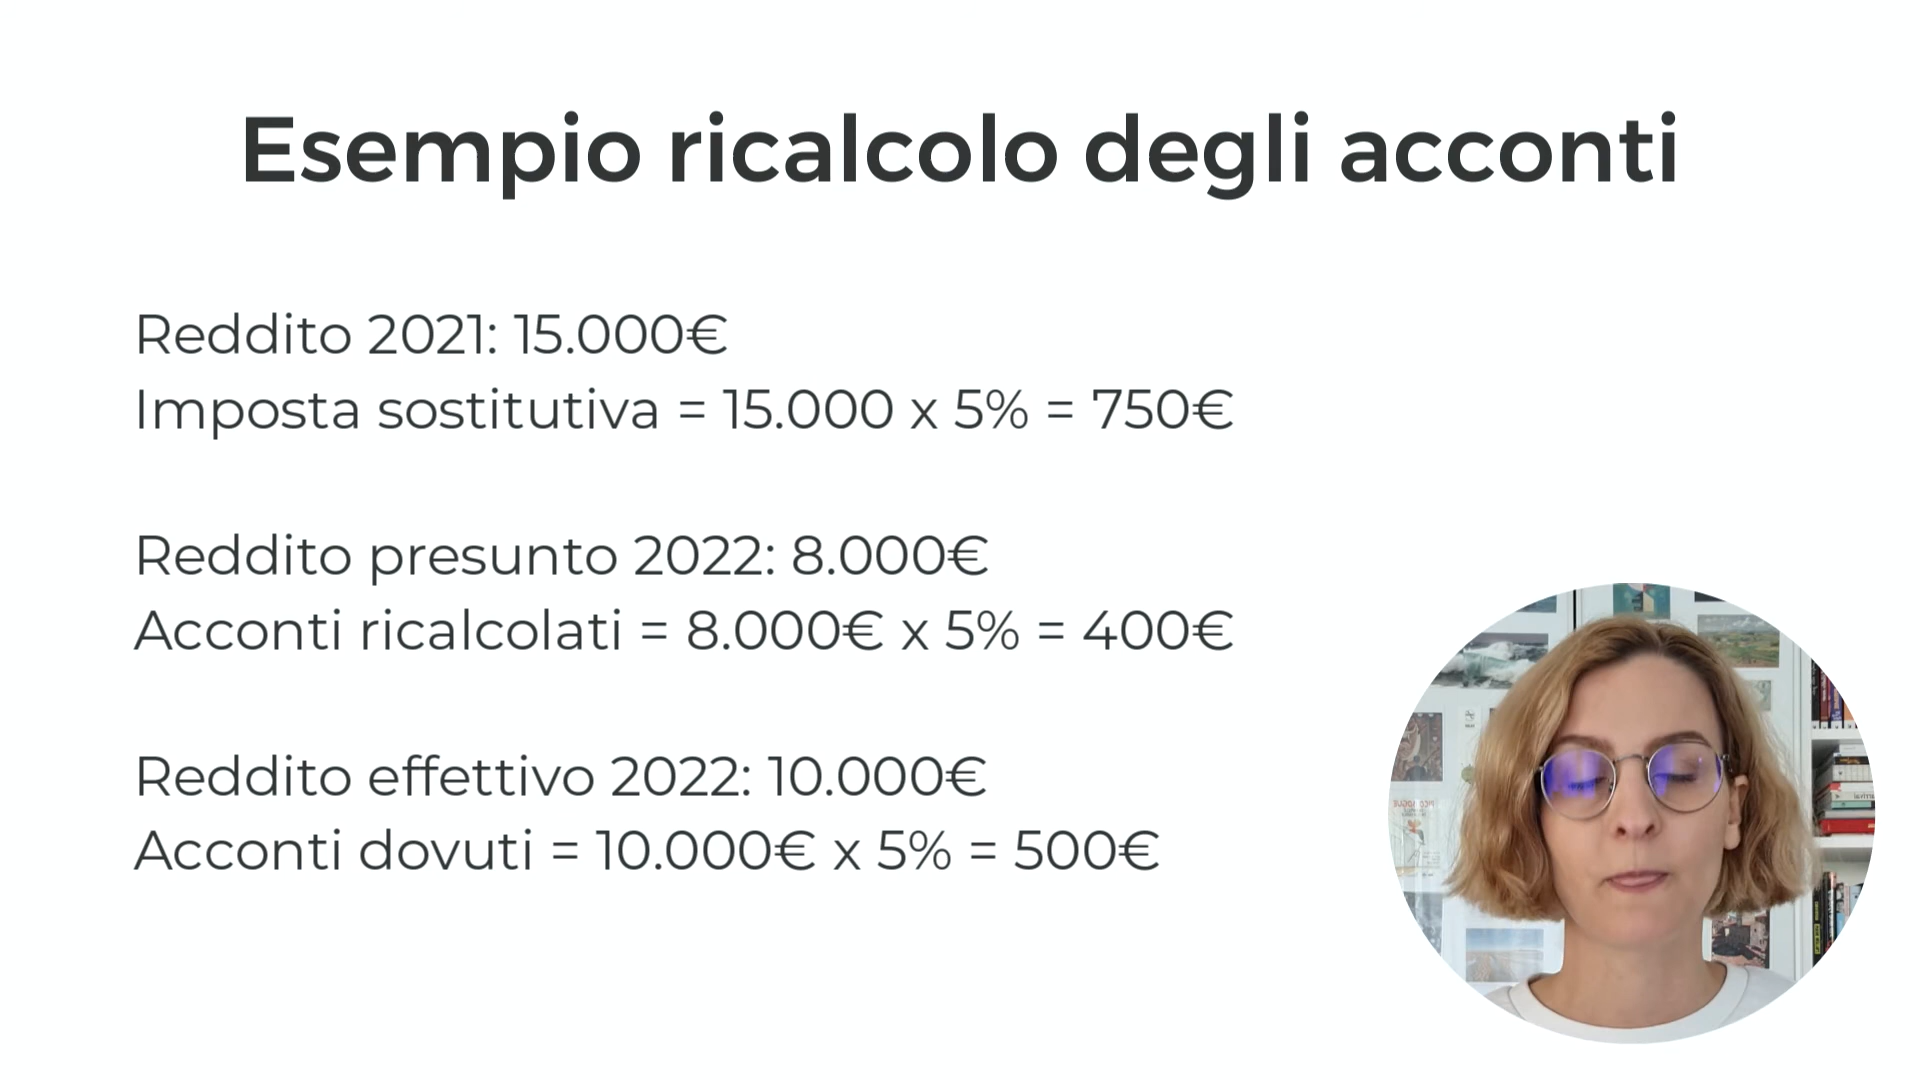 Esempio ricalcolo degli acconti
Reddito 2021: 15.000€
Imposta sostitutiva = 15.000 x 5% = 750€
Reddito presunto 2022: 8.000€
Acconti ricalcolati = 8.000€ x 5% = 400€
Reddito effettivo 2022: 10.000€
Acconti dovuti = 10.000€ x 5% = 500€